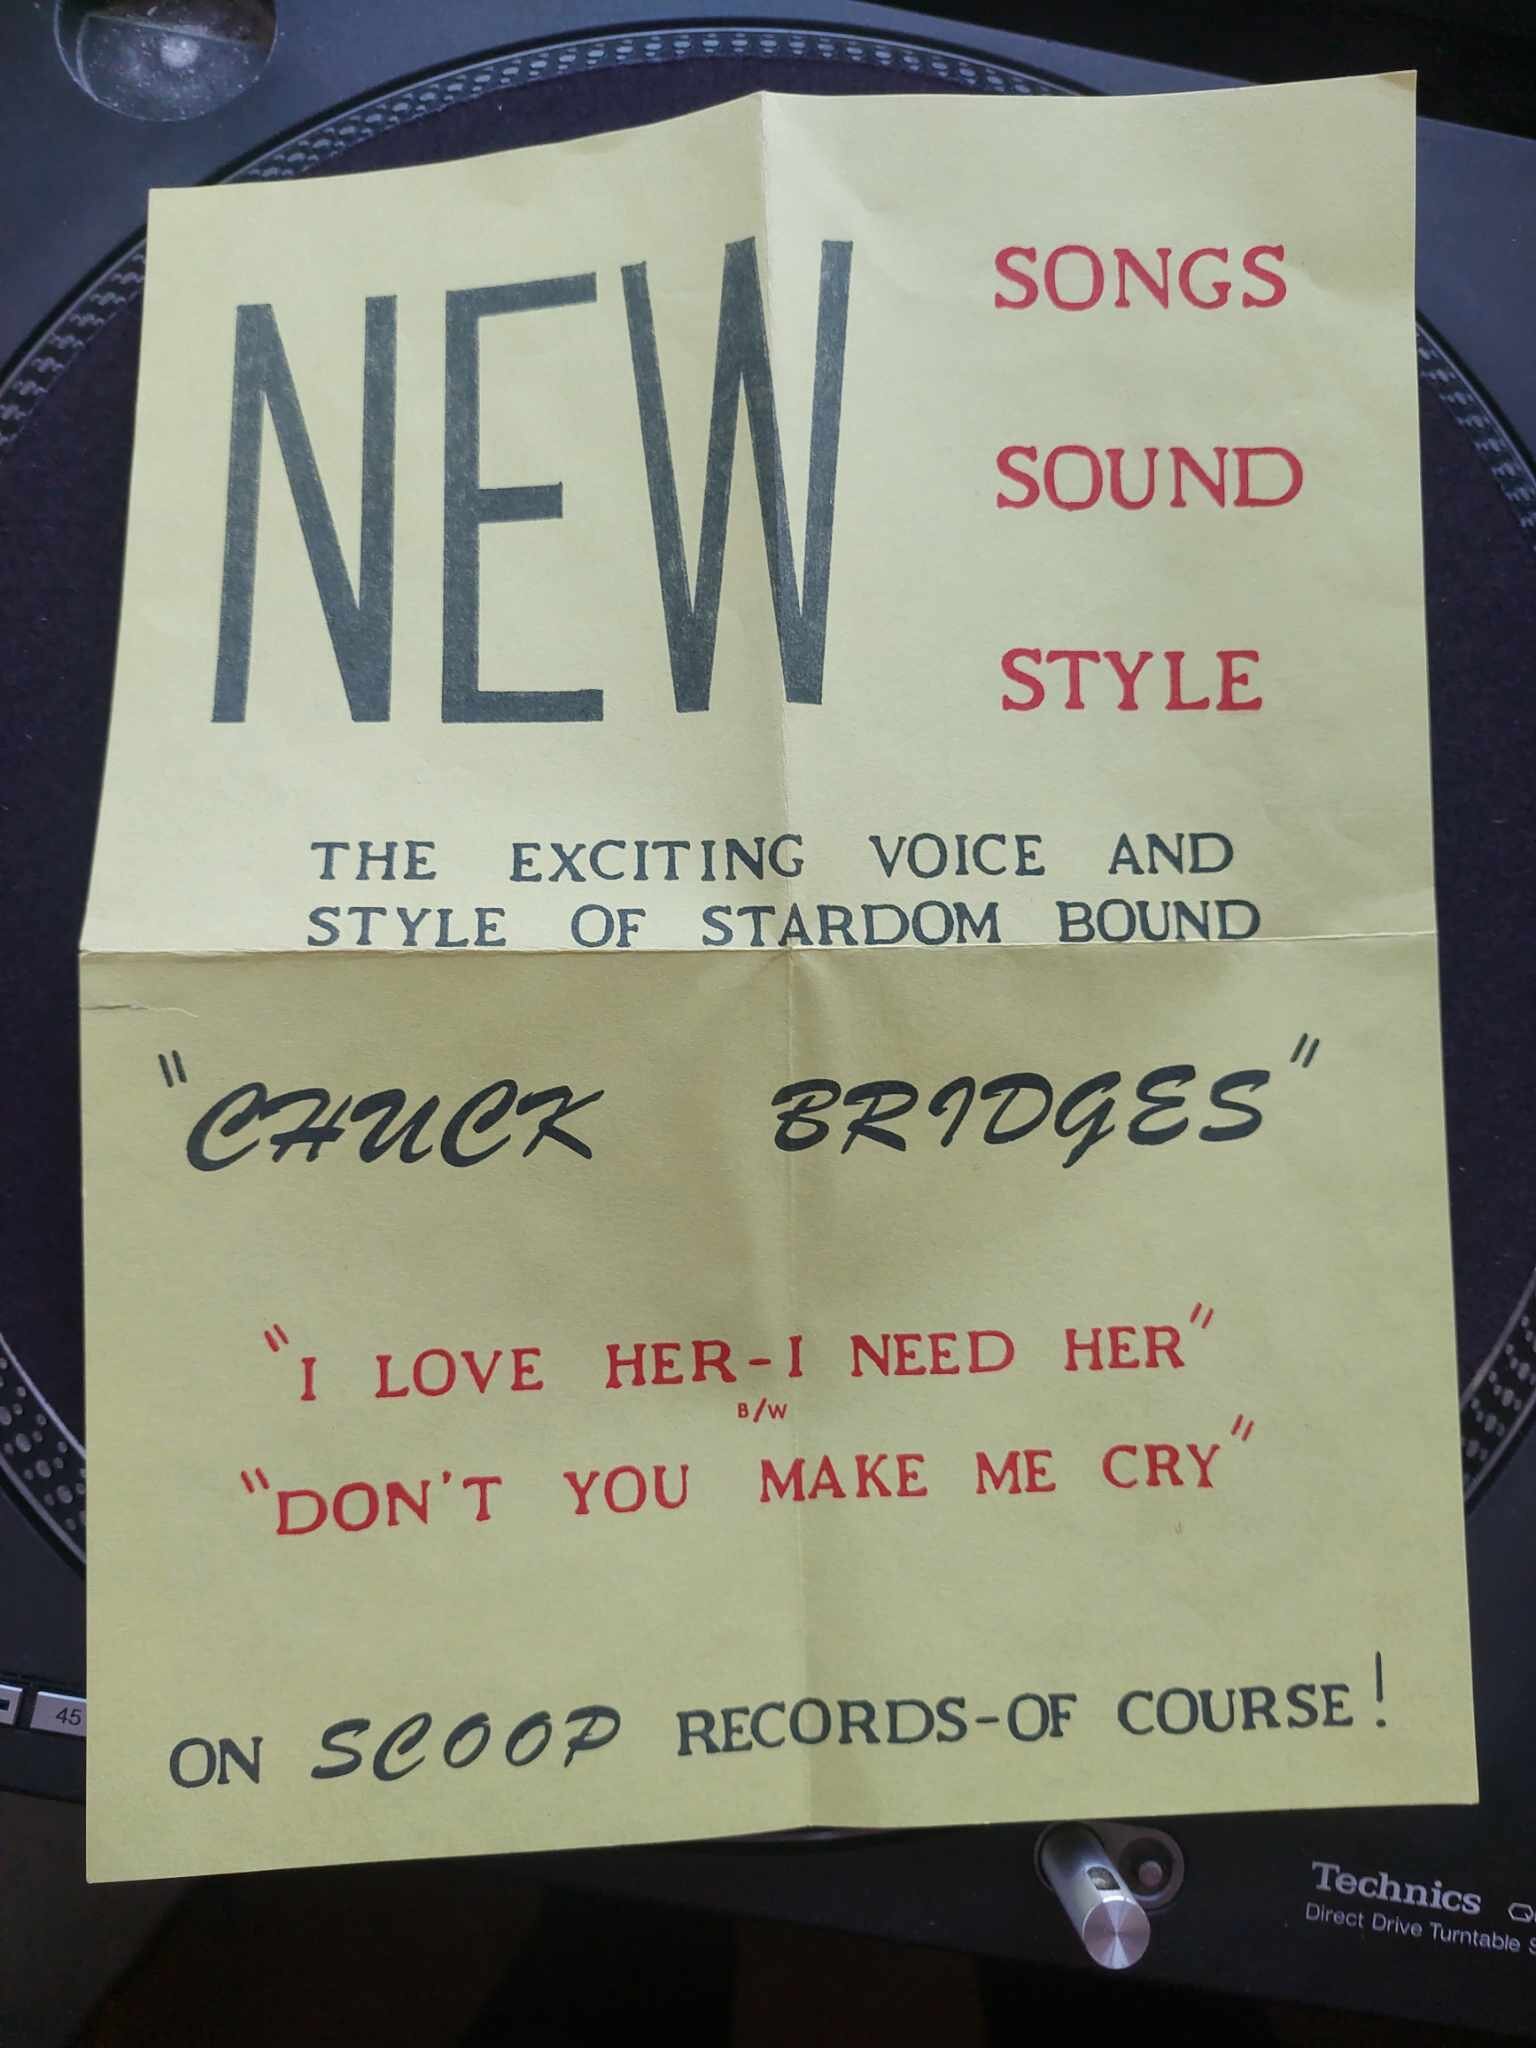 NEW
SONGS
SOUND
STYLE
THE EXCITING VOICE AND
STYLE OF STARDOM BOUND
"CHUCK BRIDGES"
"I LOVE HER-I NEED HER"
B/W
"DON'T YOU MAKE ME CRY"
ON SCOOP RECORDS-OF COURSE!
45
Technics
Direct Drive Turntable